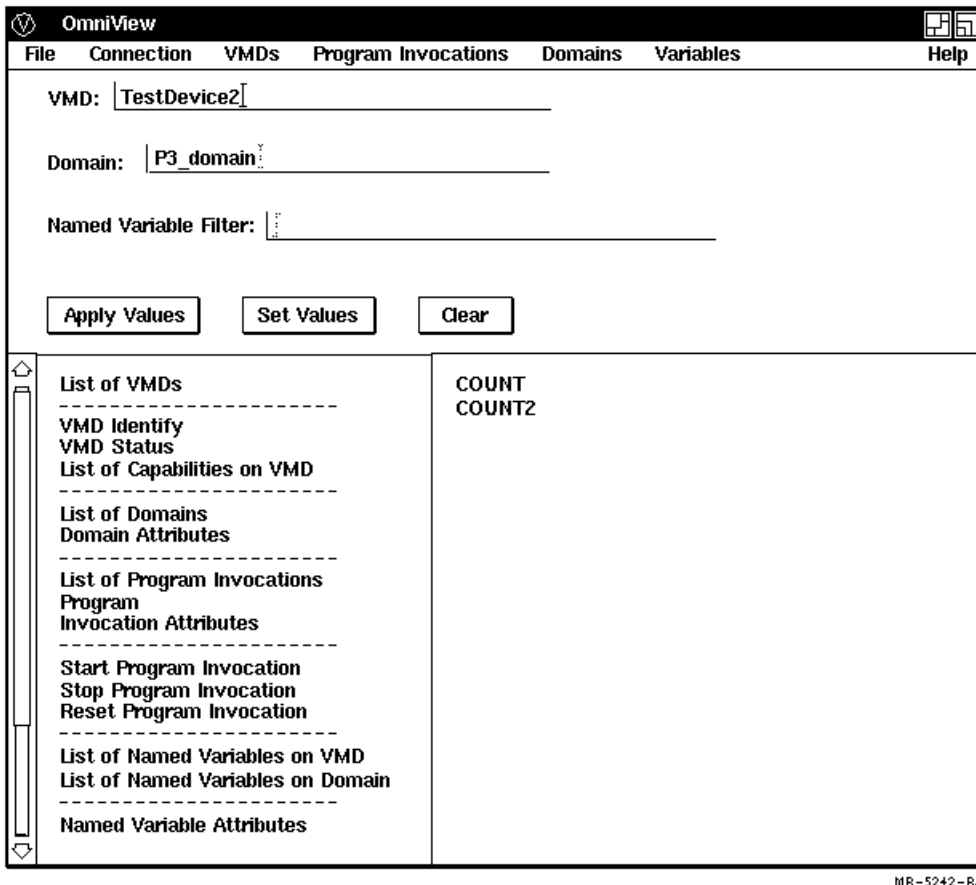 OmniView
File Connection VMDs Program Invocations Domains Variables Help
VMD: TestDevice2
Domain: P3_domain
Named Variable Filter:
Apply Values Set Values Clear
List of VMDs
VMD Identify
VMD Status
List of Capabilities on VMD
List of Domains
Domain Attributes
List of Program Invocations
Program
Invocation Attributes
Start Program Invocation
Stop Program Invocation
Reset Program Invocation
List of Named Variables on VMD
List of Named Variables on Domain
Named Variable Attributes
COUNT
COUNT2